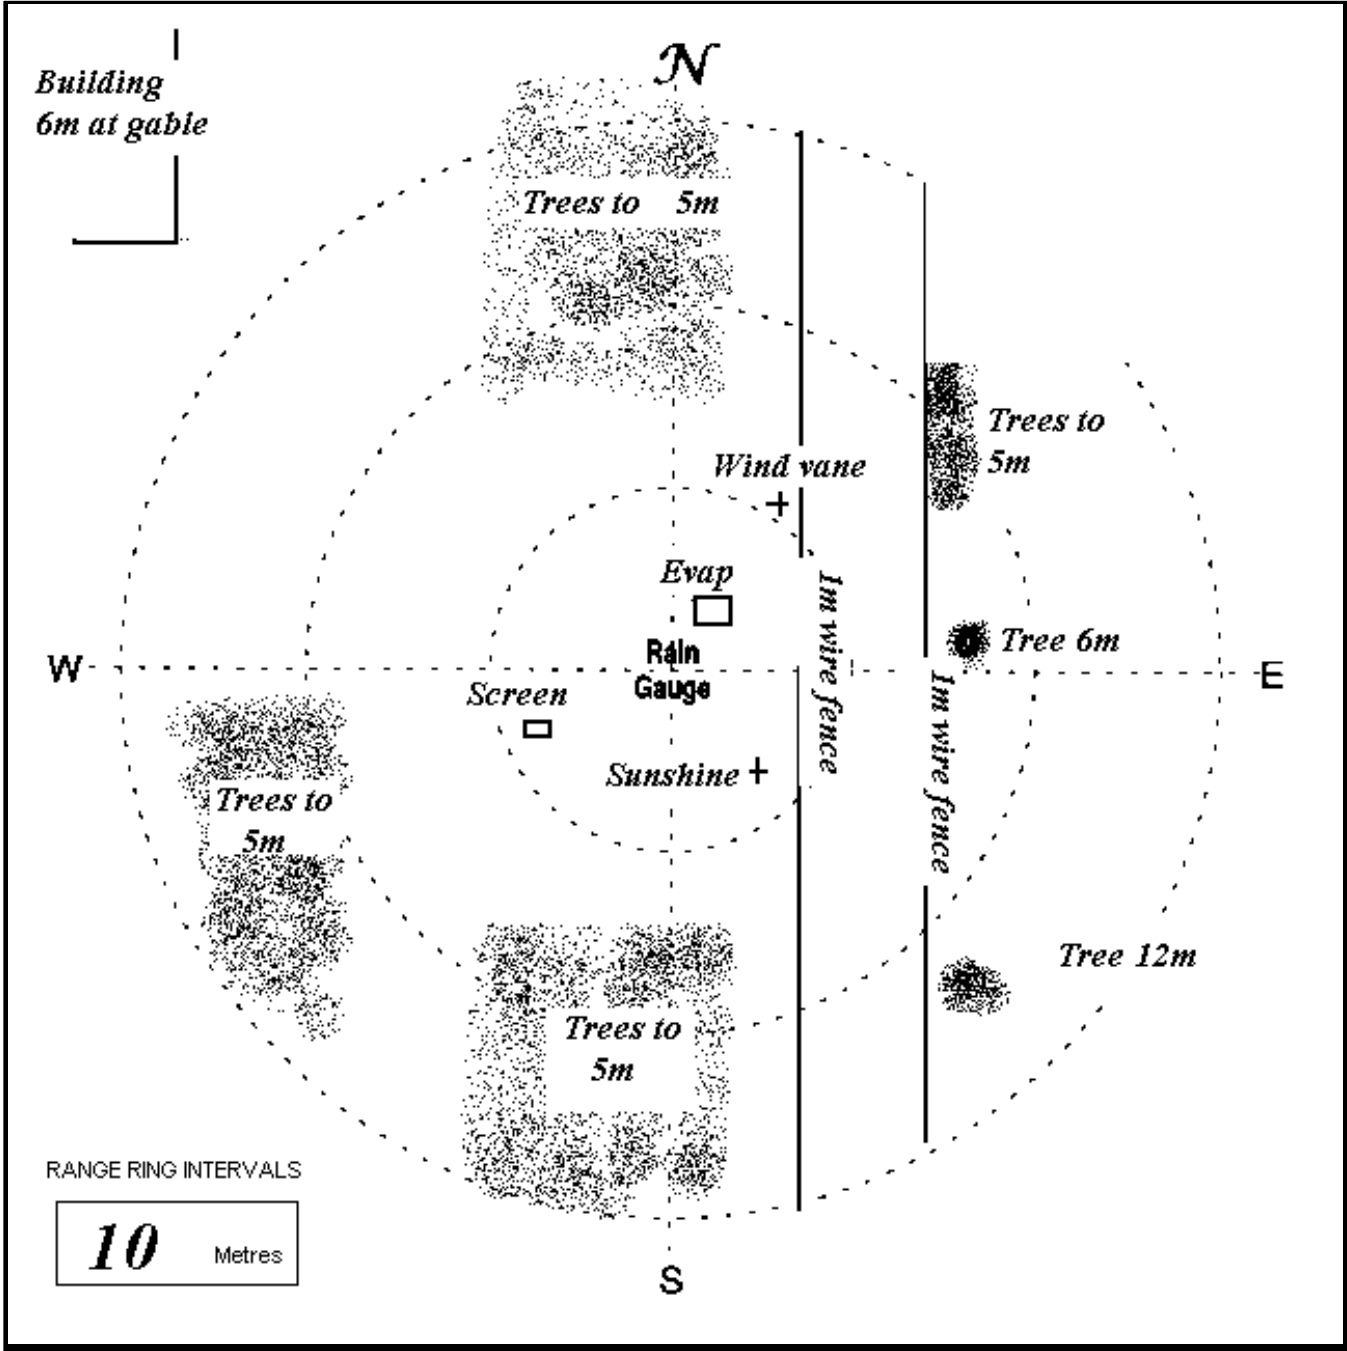 N
Building
6m at gable
Trees to 5m
Trees to
5m
Wind vane
Evap
1m wire fence
Tree 6m
Rain
Gauge
W
E
Screen
1m wire fence
Sunshine
Trees to
5m
Tree 12m
Trees to
5m
RANGE RING INTERVALS
10 Metres
S